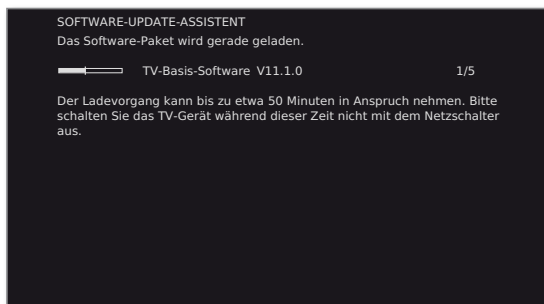 SOFTWARE-UPDATE-ASSISTENT
Das Software-Paket wird gerade geladen.
TV-Basis-Software V11.1.0 1/5
Der Ladevorgang kann bis zu etwa 50 Minuten in Anspruch nehmen. Bitte
schalten Sie das TV-Gerät während dieser Zeit nicht mit dem Netzschalter
aus.